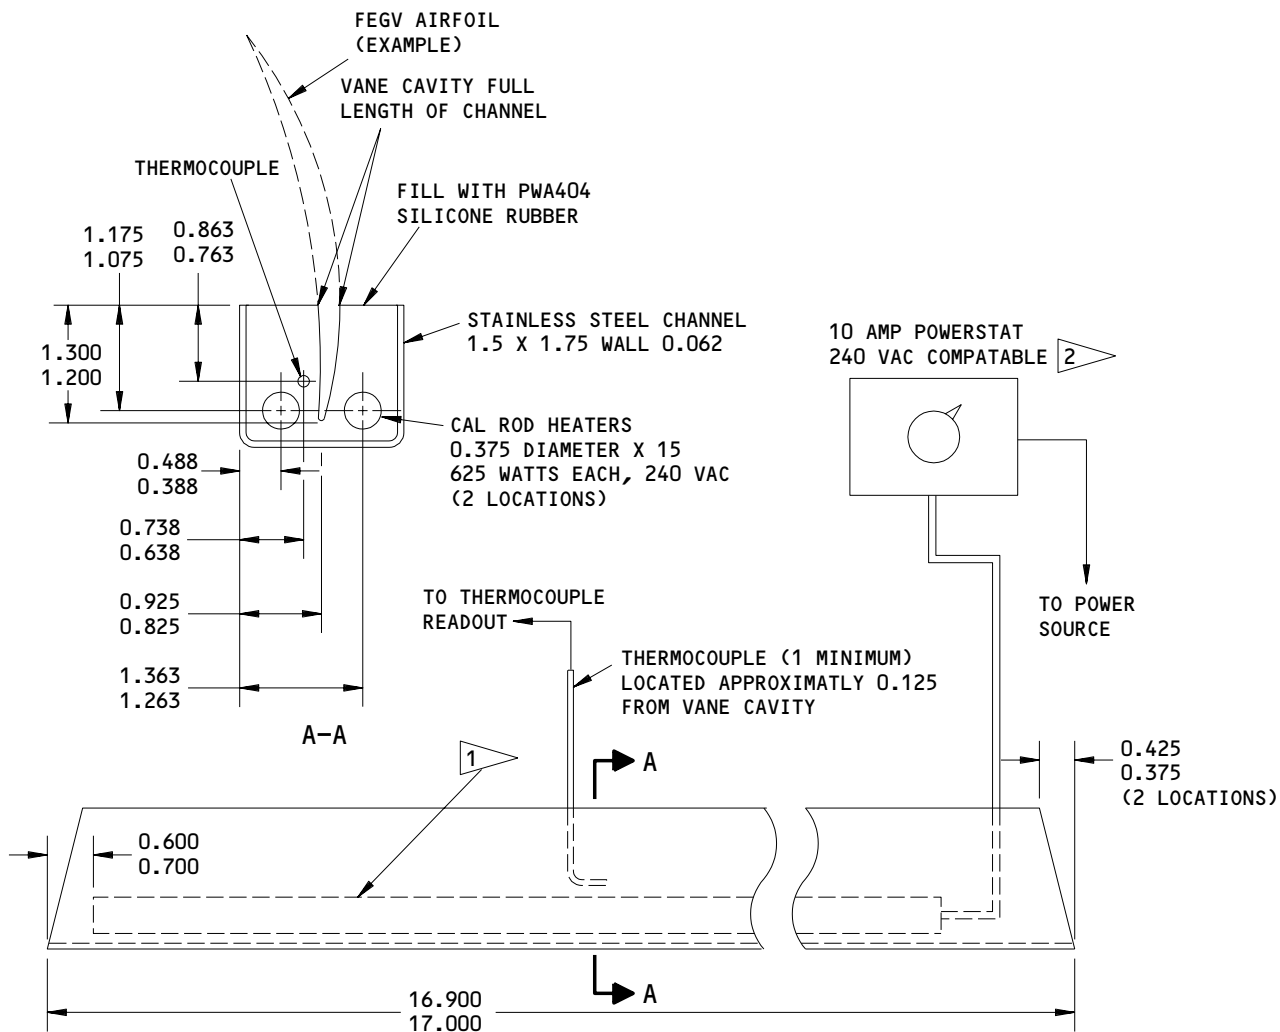 FEGV AIRFOIL
(EXAMPLE)
VANE CAVITY FULL
LENGTH OF CHANNEL
THERMOCOUPLE
FILL WITH PWA404
SILICONE RUBBER
1.175
1.075
0.863
0.763
1.300
1.200
STAINLESS STEEL CHANNEL
1.5 X 1.75 WALL 0.062
10 AMP POWERSTAT
240 VAC COMPATABLE 2
CAL ROD HEATERS
0.375 DIAMETER X 15
625 WATTS EACH, 240 VAC
(2 LOCATIONS)
0.488
0.388
0.738
0.638
0.925
0.825
1.363
1.263
A-A
TO THERMOCOUPLE
READOUT
TO POWER
SOURCE
THERMOCOUPLE (1 MINIMUM)
LOCATED APPROXIMATLY 0.125
FROM VANE CAVITY
1
A
0.425
0.375
(2 LOCATIONS)
0.600
0.700
A
16.900
17.000